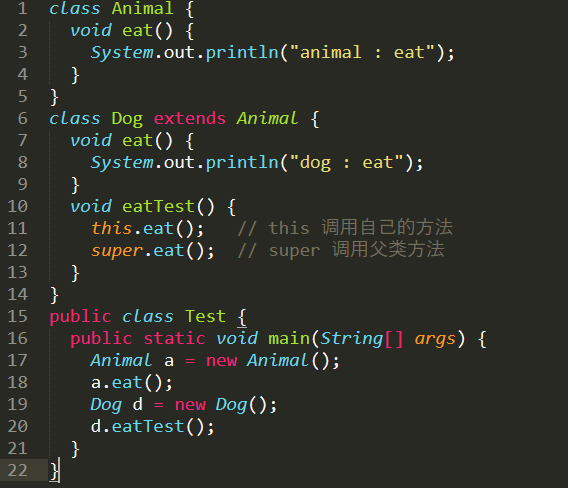 1 class Animal {
2   void eat() {
3     System.out.println("animal : eat");
4   }
5 }
6 class Dog extends Animal {
7   void eat() {
8     System.out.println("dog : eat");
9   }
10   void eatTest() {
11     this.eat();   // this 调用自己的方法
12     super.eat();  // super 调用父类方法
13   }
14 }
15 public class Test {
16   public static void main(String[] args) {
17     Animal a = new Animal();
18     a.eat();
19     Dog d = new Dog();
20     d.eatTest();
21   }
22 }